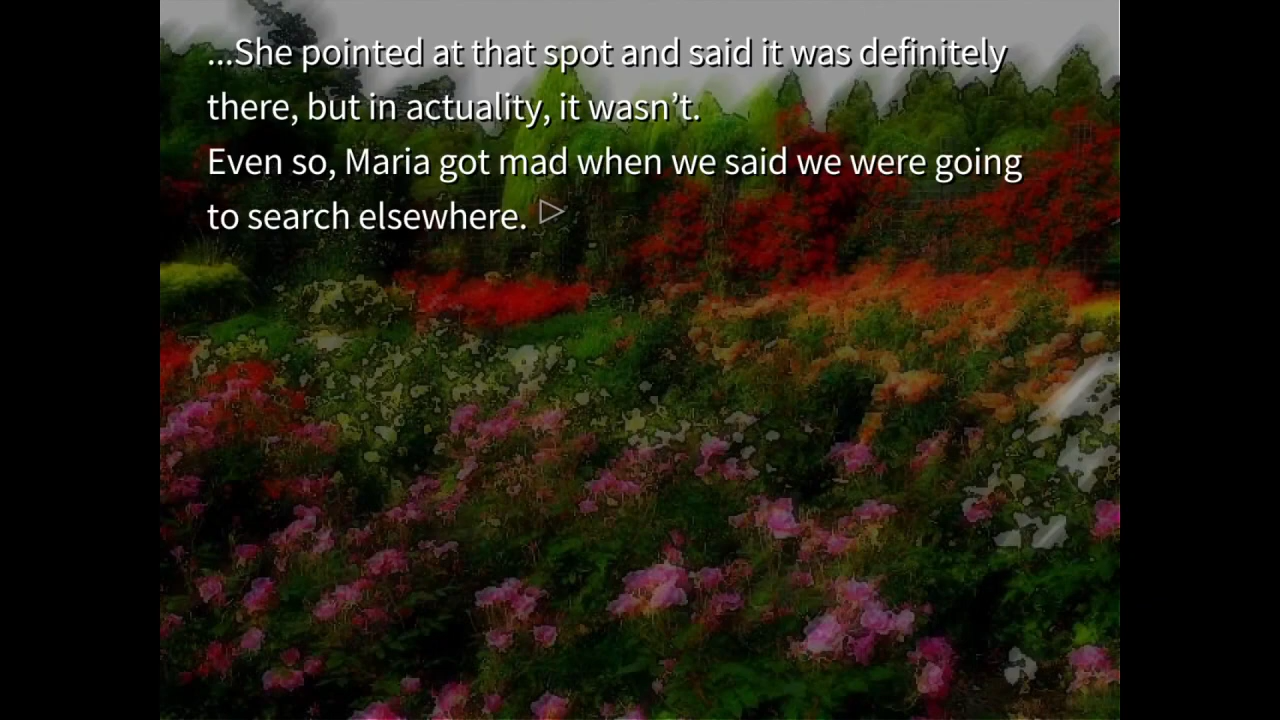 ...She pointed at that spot and said it was definitely
there, but in actuality, it wasn’t.
Even so, Maria got mad when we said we were going
to search elsewhere.